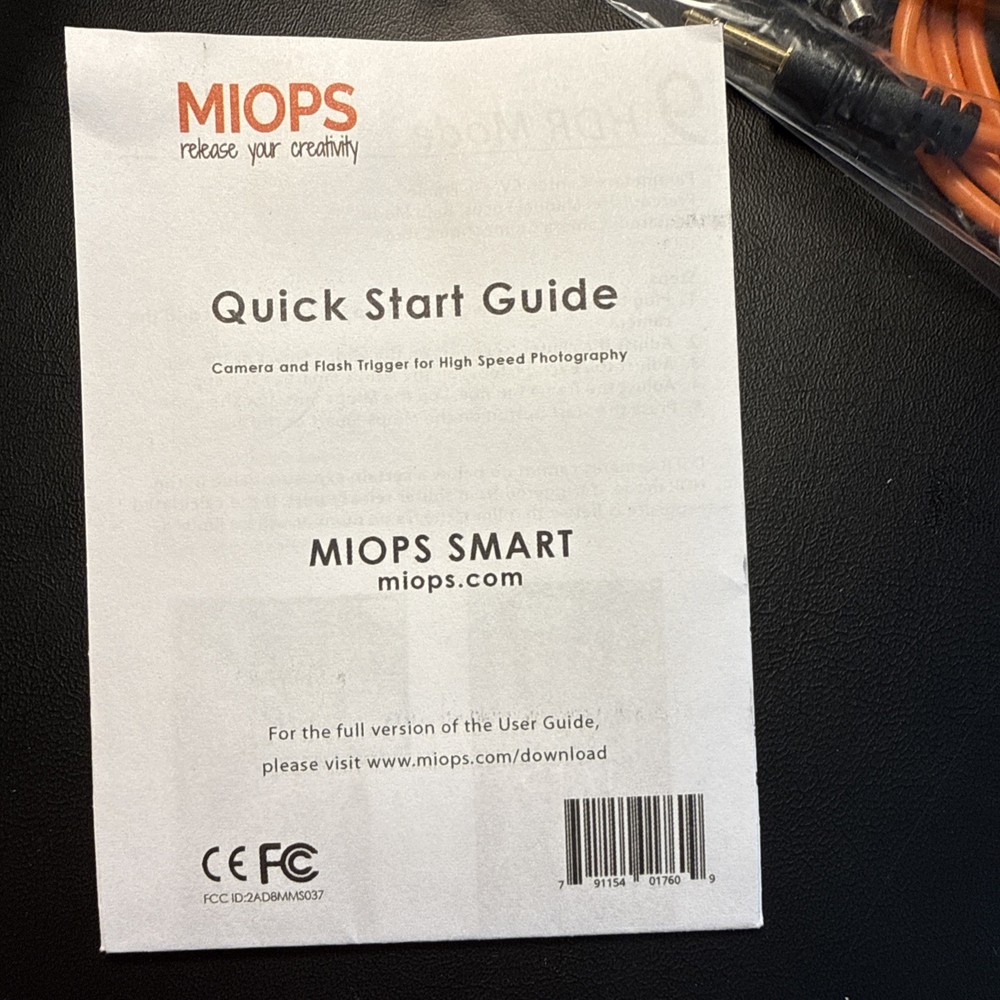 MIOPS
release your creativity
Quick Start Guide
Camera and Flash Trigger for High Speed Photography
MIOPS SMART
miops.com
For the full version of the User Guide,
please visit www.miops.com/download
CE FC
FCC ID:2AD8MMS037
7 91154 01760 9